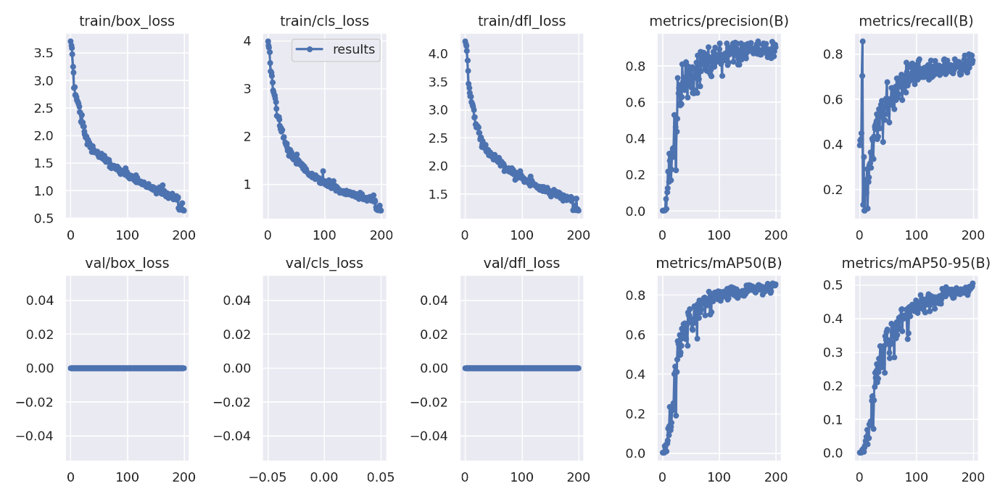 train/box_loss
train/cls_loss
train/dfl_loss
metrics/precision(B)
metrics/recall(B)
3.5
3.0
2.5
2.0
1.5
1.0
0.5
0 100 200
4
3
2
1
results
0 100 200
4.0
3.5
3.0
2.5
2.0
1.5
0 100 200
0.8
0.6
0.4
0.2
0.0
0 100 200
0.8
0.6
0.4
0.2
0 100 200
val/box_loss
val/cls_loss
val/dfl_loss
metrics/mAP50(B)
metrics/mAP50-95(B)
0.04
0.02
0.00
−0.02
−0.04
0 100 200
0.04
0.02
0.00
−0.02
−0.04
−0.05 0.00 0.05
0.04
0.02
0.00
−0.02
−0.04
0 100 200
0.8
0.6
0.4
0.2
0.0
0 100 200
0.5
0.4
0.3
0.2
0.1
0.0
0 100 200